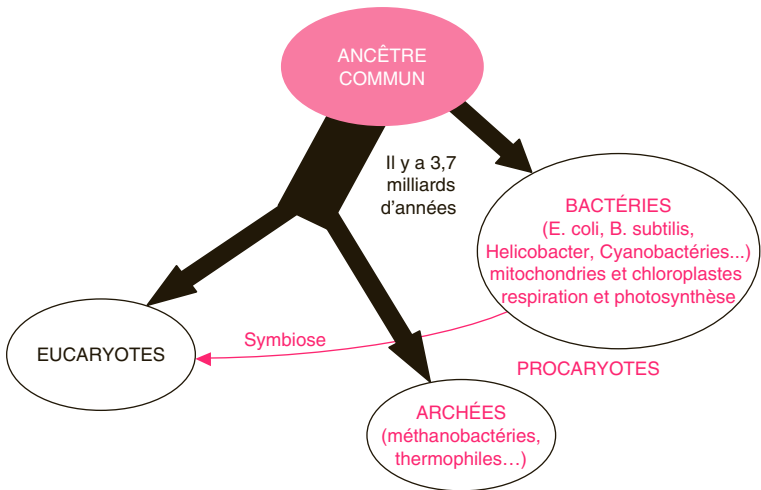 ANCÊTRE
COMMUN
Il y a 3,7
milliards
d'années
BACTÉRIES
(E. coli, B. subtilis,
Helicobacter, Cyanobactéries...)
mitochondries et chloroplastes
respiration et photosynthèse
Symbiose
EUCARYOTES
PROCARYOTES
ARCHÉES
(méthanobactéries,
thermophiles...)